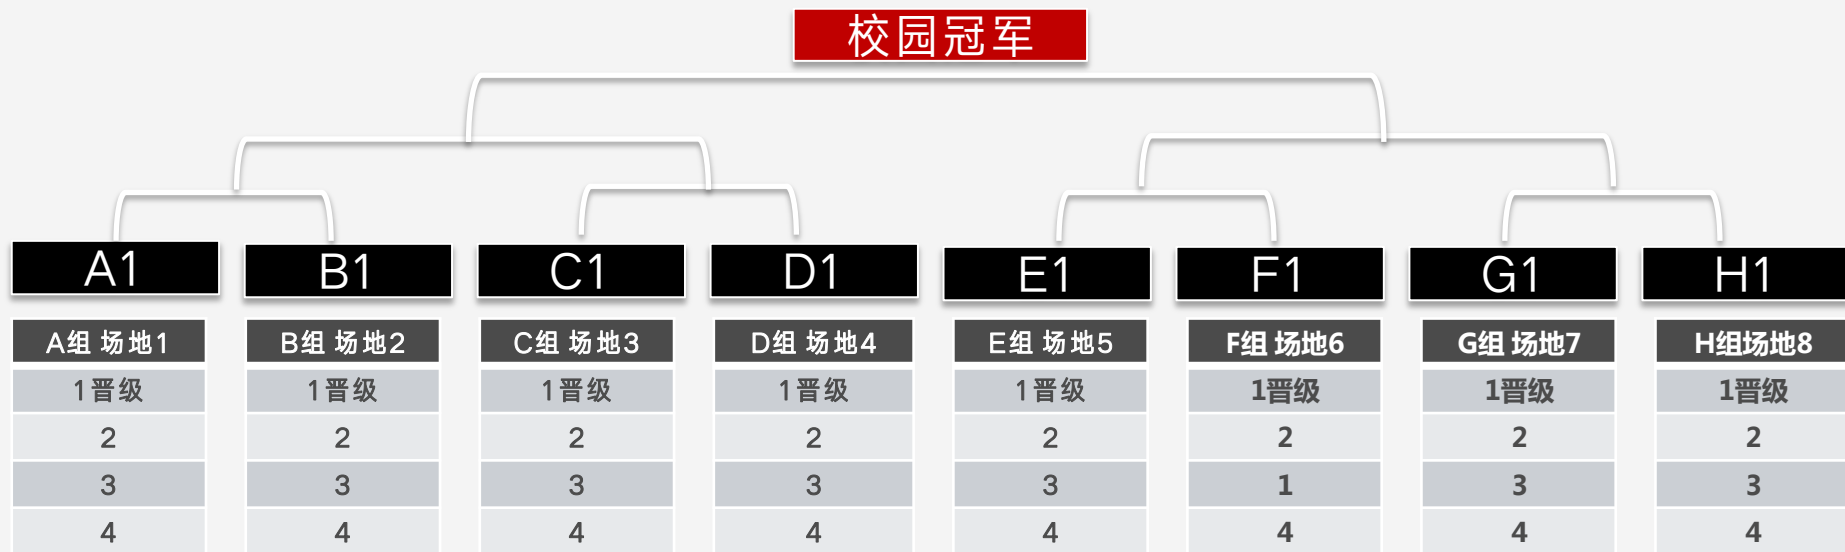 校园冠军
A1 B1 C1 D1 E1 F1 G1 H1
A组 场地1 B组 场地2 C组 场地3 D组 场地4 E组 场地5 F组 场地6 G组 场地7 H组场地8
1晋级 1晋级 1晋级 1晋级 1晋级 1晋级 1晋级 1晋级
2 2 2 2 2 2 2 2
3 3 3 3 3 1 3 3
4 4 4 4 4 4 4 4